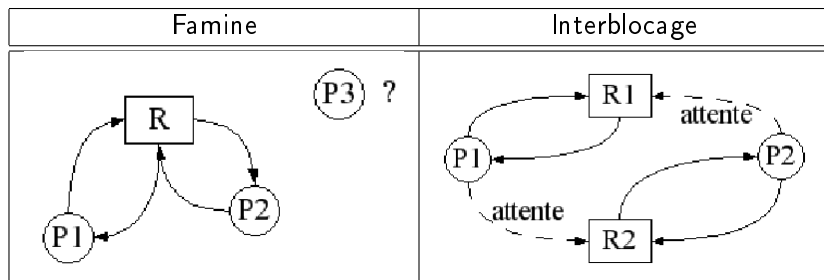 Famine
Interblocage
P3 ?
R
P1
P2
R1
attente
P1
P2
attente
R2